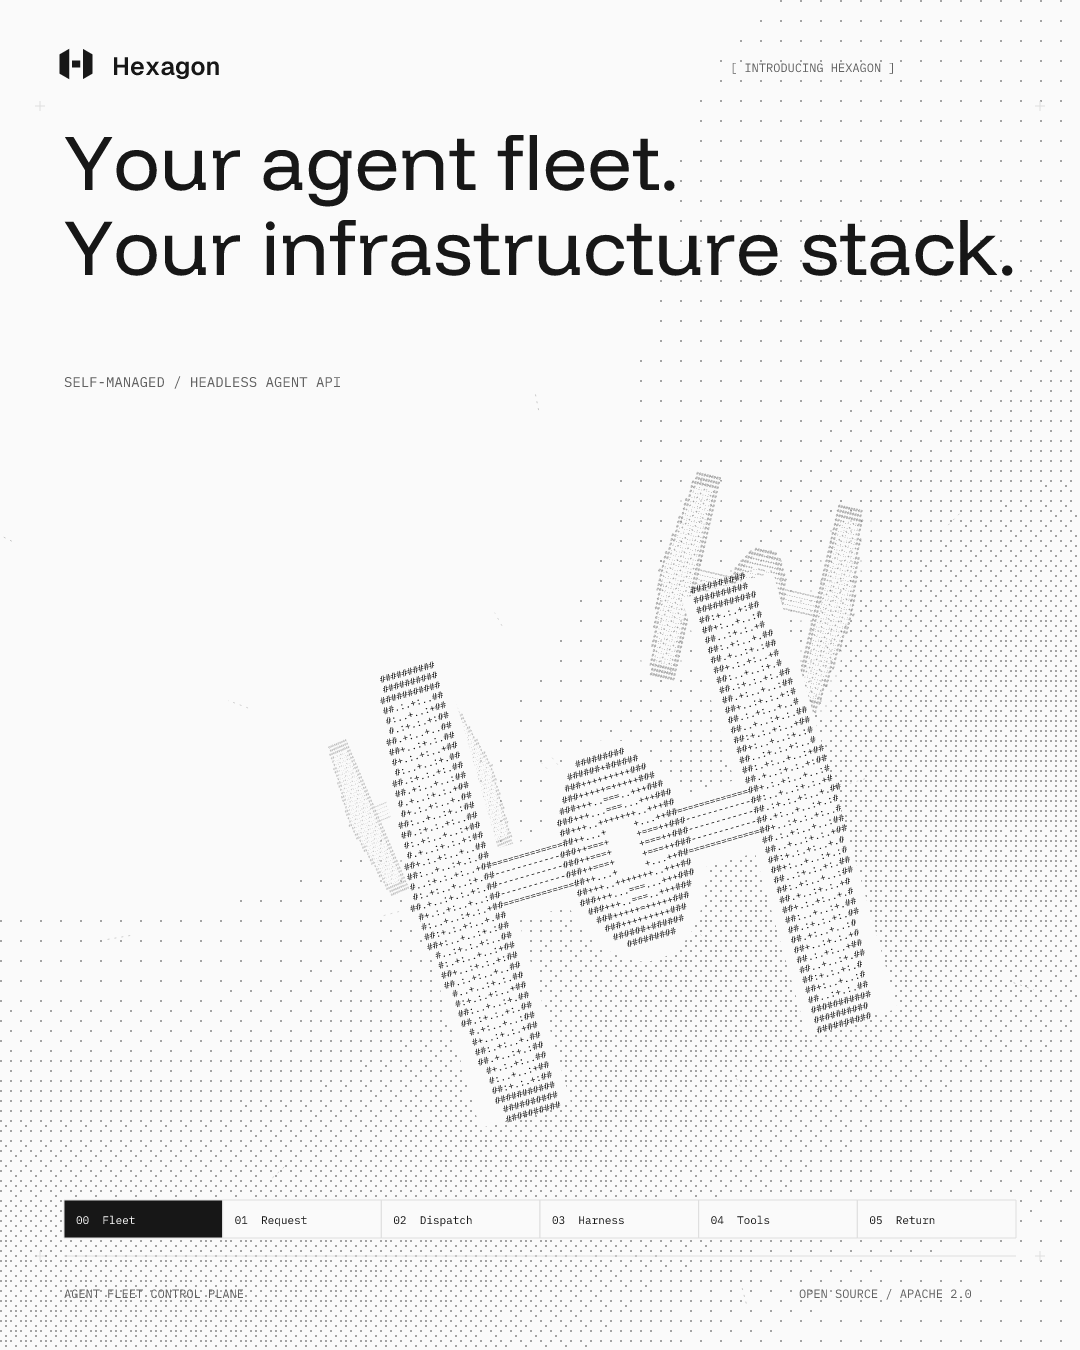 Hexagon
[ INTRODUCING HEXAGON ]
Your agent fleet.
Your infrastructure stack.
SELF-MANAGED / HEADLESS AGENT API
00 Fleet
01 Request
02 Dispatch
03 Harness
04 Tools
05 Return
AGENT FLEET CONTROL PLANE
OPEN SOURCE / APACHE 2.0